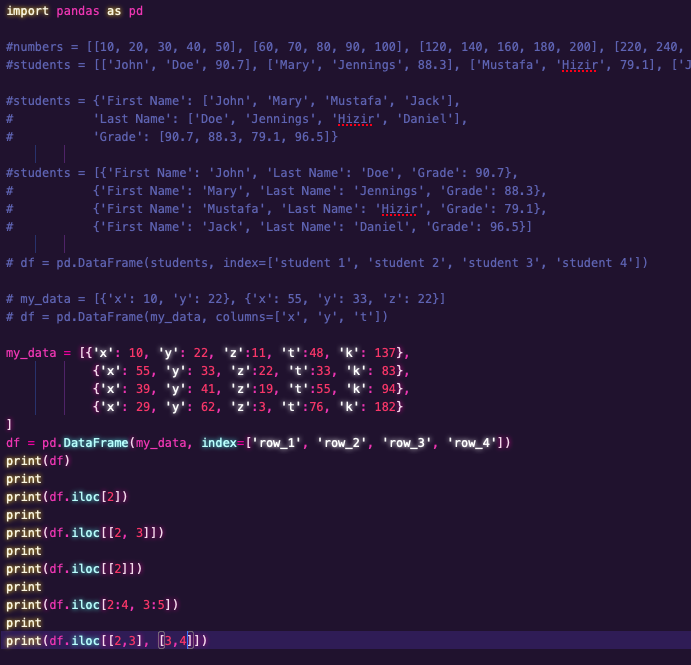 import pandas as pd
#numbers = [[10, 20, 30, 40, 50], [60, 70, 80, 90, 100], [120, 140, 160, 180, 200], [220, 240,
#students = [['John', 'Doe', 90.7], ['Mary', 'Jennings', 88.3], ['Mustafa', 'Hizir', 79.1], ['J
#students = {'First Name': ['John', 'Mary', 'Mustafa', 'Jack'],
#           'Last Name': ['Doe', 'Jennings', 'Hizir', 'Daniel'],
#           'Grade': [90.7, 88.3, 79.1, 96.5]}
#students = [{'First Name': 'John', 'Last Name': 'Doe', 'Grade': 90.7},
#           {'First Name': 'Mary', 'Last Name': 'Jennings', 'Grade': 88.3},
#           {'First Name': 'Mustafa', 'Last Name': 'Hizir', 'Grade': 79.1},
#           {'First Name': 'Jack', 'Last Name': 'Daniel', 'Grade': 96.5}]
# df = pd.DataFrame(students, index=['student 1', 'student 2', 'student 3', 'student 4'])
# my_data = [{'x': 10, 'y': 22}, {'x': 55, 'y': 33, 'z': 22}]
# df = pd.DataFrame(my_data, columns=['x', 'y', 't'])
my_data = [{'x': 10, 'y': 22, 'z':11, 't':48, 'k': 137},
            {'x': 55, 'y': 33, 'z':22, 't':33, 'k': 83},
            {'x': 39, 'y': 41, 'z':19, 't':55, 'k': 94},
            {'x': 29, 'y': 62, 'z':3, 't':76, 'k': 182}
]
df = pd.DataFrame(my_data, index=['row_1', 'row_2', 'row_3', 'row_4'])
print(df)
print
print(df.iloc[2])
print
print(df.iloc[[2, 3]])
print
print(df.iloc[[2]])
print
print(df.iloc[2:4, 3:5])
print
print(df.iloc[[2,3], [3,4]])